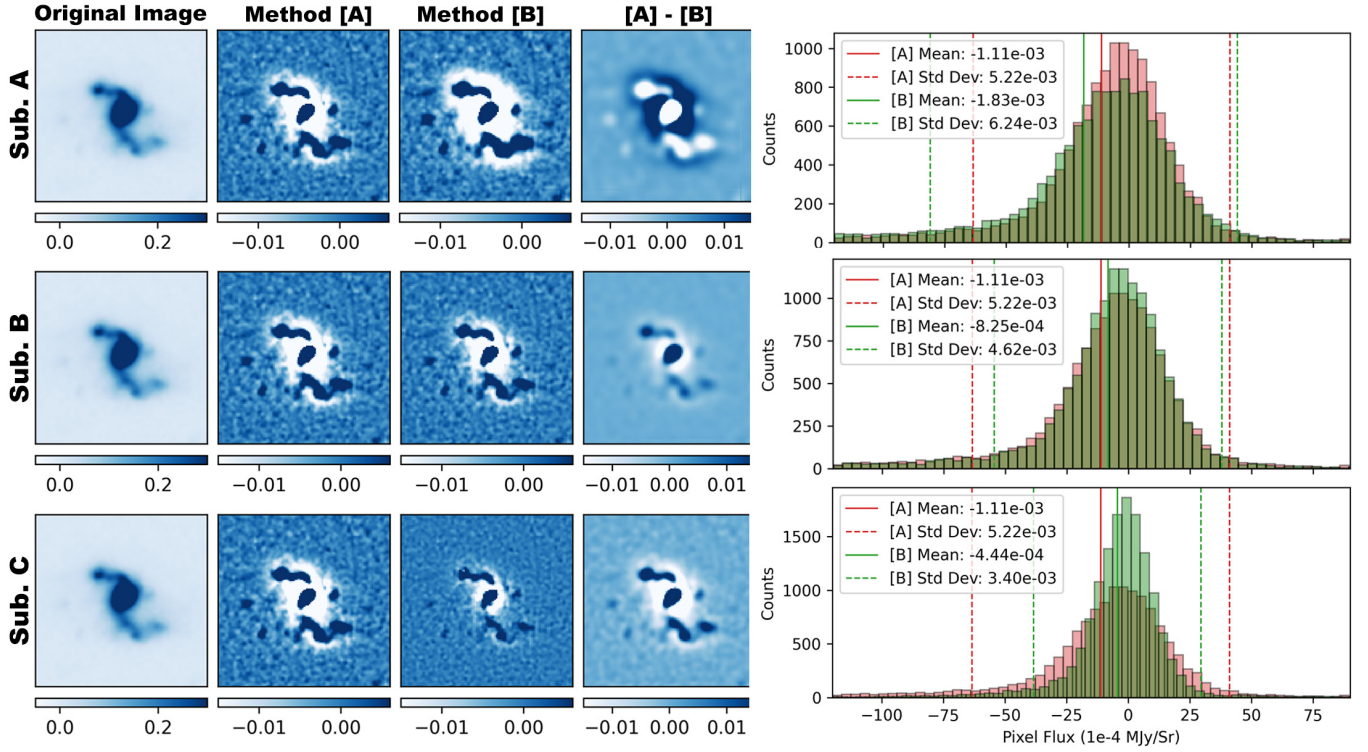 Original Image Method [A] Method [B] [A] - [B]
Sub. A
0.0 0.2 −0.01 0.00 −0.01 0.00 −0.01 0.00 0.01
Sub. B
0.0 0.2 −0.01 0.00 −0.01 0.00 −0.01 0.00 0.01
Sub. C
0.0 0.2 −0.01 0.00 −0.01 0.00 −0.01 0.00 0.01
Counts
1000
800
600
400
200
0
[A] Mean: -1.11e-03
[A] Std Dev: 5.22e-03
[B] Mean: -1.83e-03
[B] Std Dev: 6.24e-03
Counts
1000
750
500
250
0
[A] Mean: -1.11e-03
[A] Std Dev: 5.22e-03
[B] Mean: -8.25e-04
[B] Std Dev: 4.62e-03
Counts
1500
1000
500
0
[A] Mean: -1.11e-03
[A] Std Dev: 5.22e-03
[B] Mean: -4.44e-04
[B] Std Dev: 3.40e-03
−100 −75 −50 −25 0 25 50 75
Pixel Flux (1e-4 MJy/Sr)